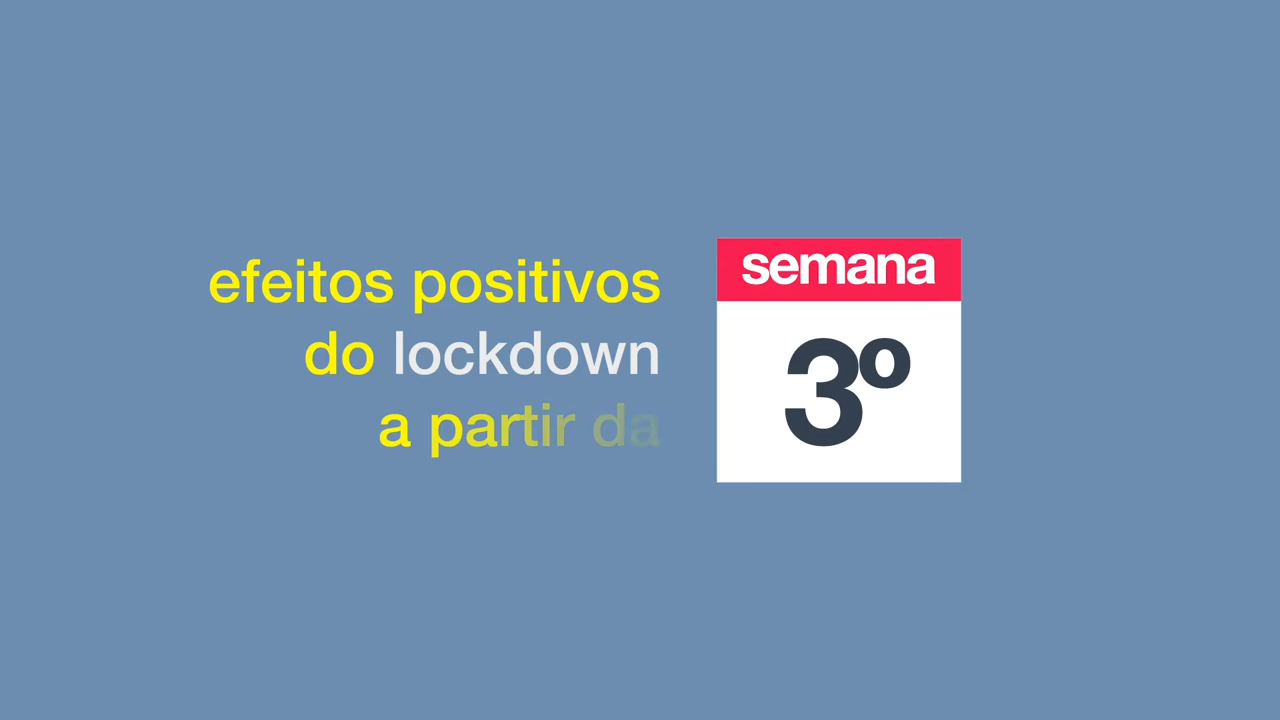 efeitos positivos
do lockdown
a partir da
semana
3º